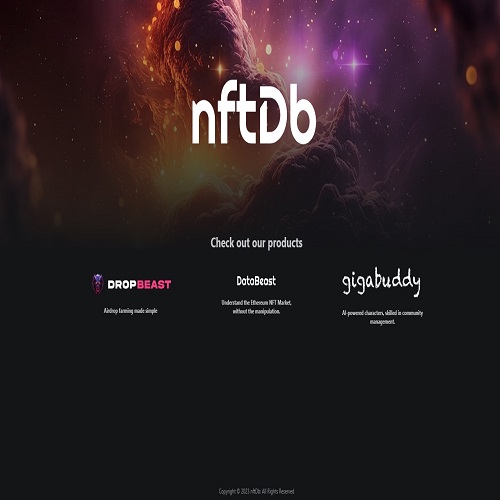 nftDb
Check out our products
DROPBEAST
Airdrop farming made simple
DataBeast
Understand the Ethereum NFT Market,
without the manipulation.
gigabuddy
AI-powered characters, skilled in community
management.
Copyright © 2023 nftDb All Rights Reserved